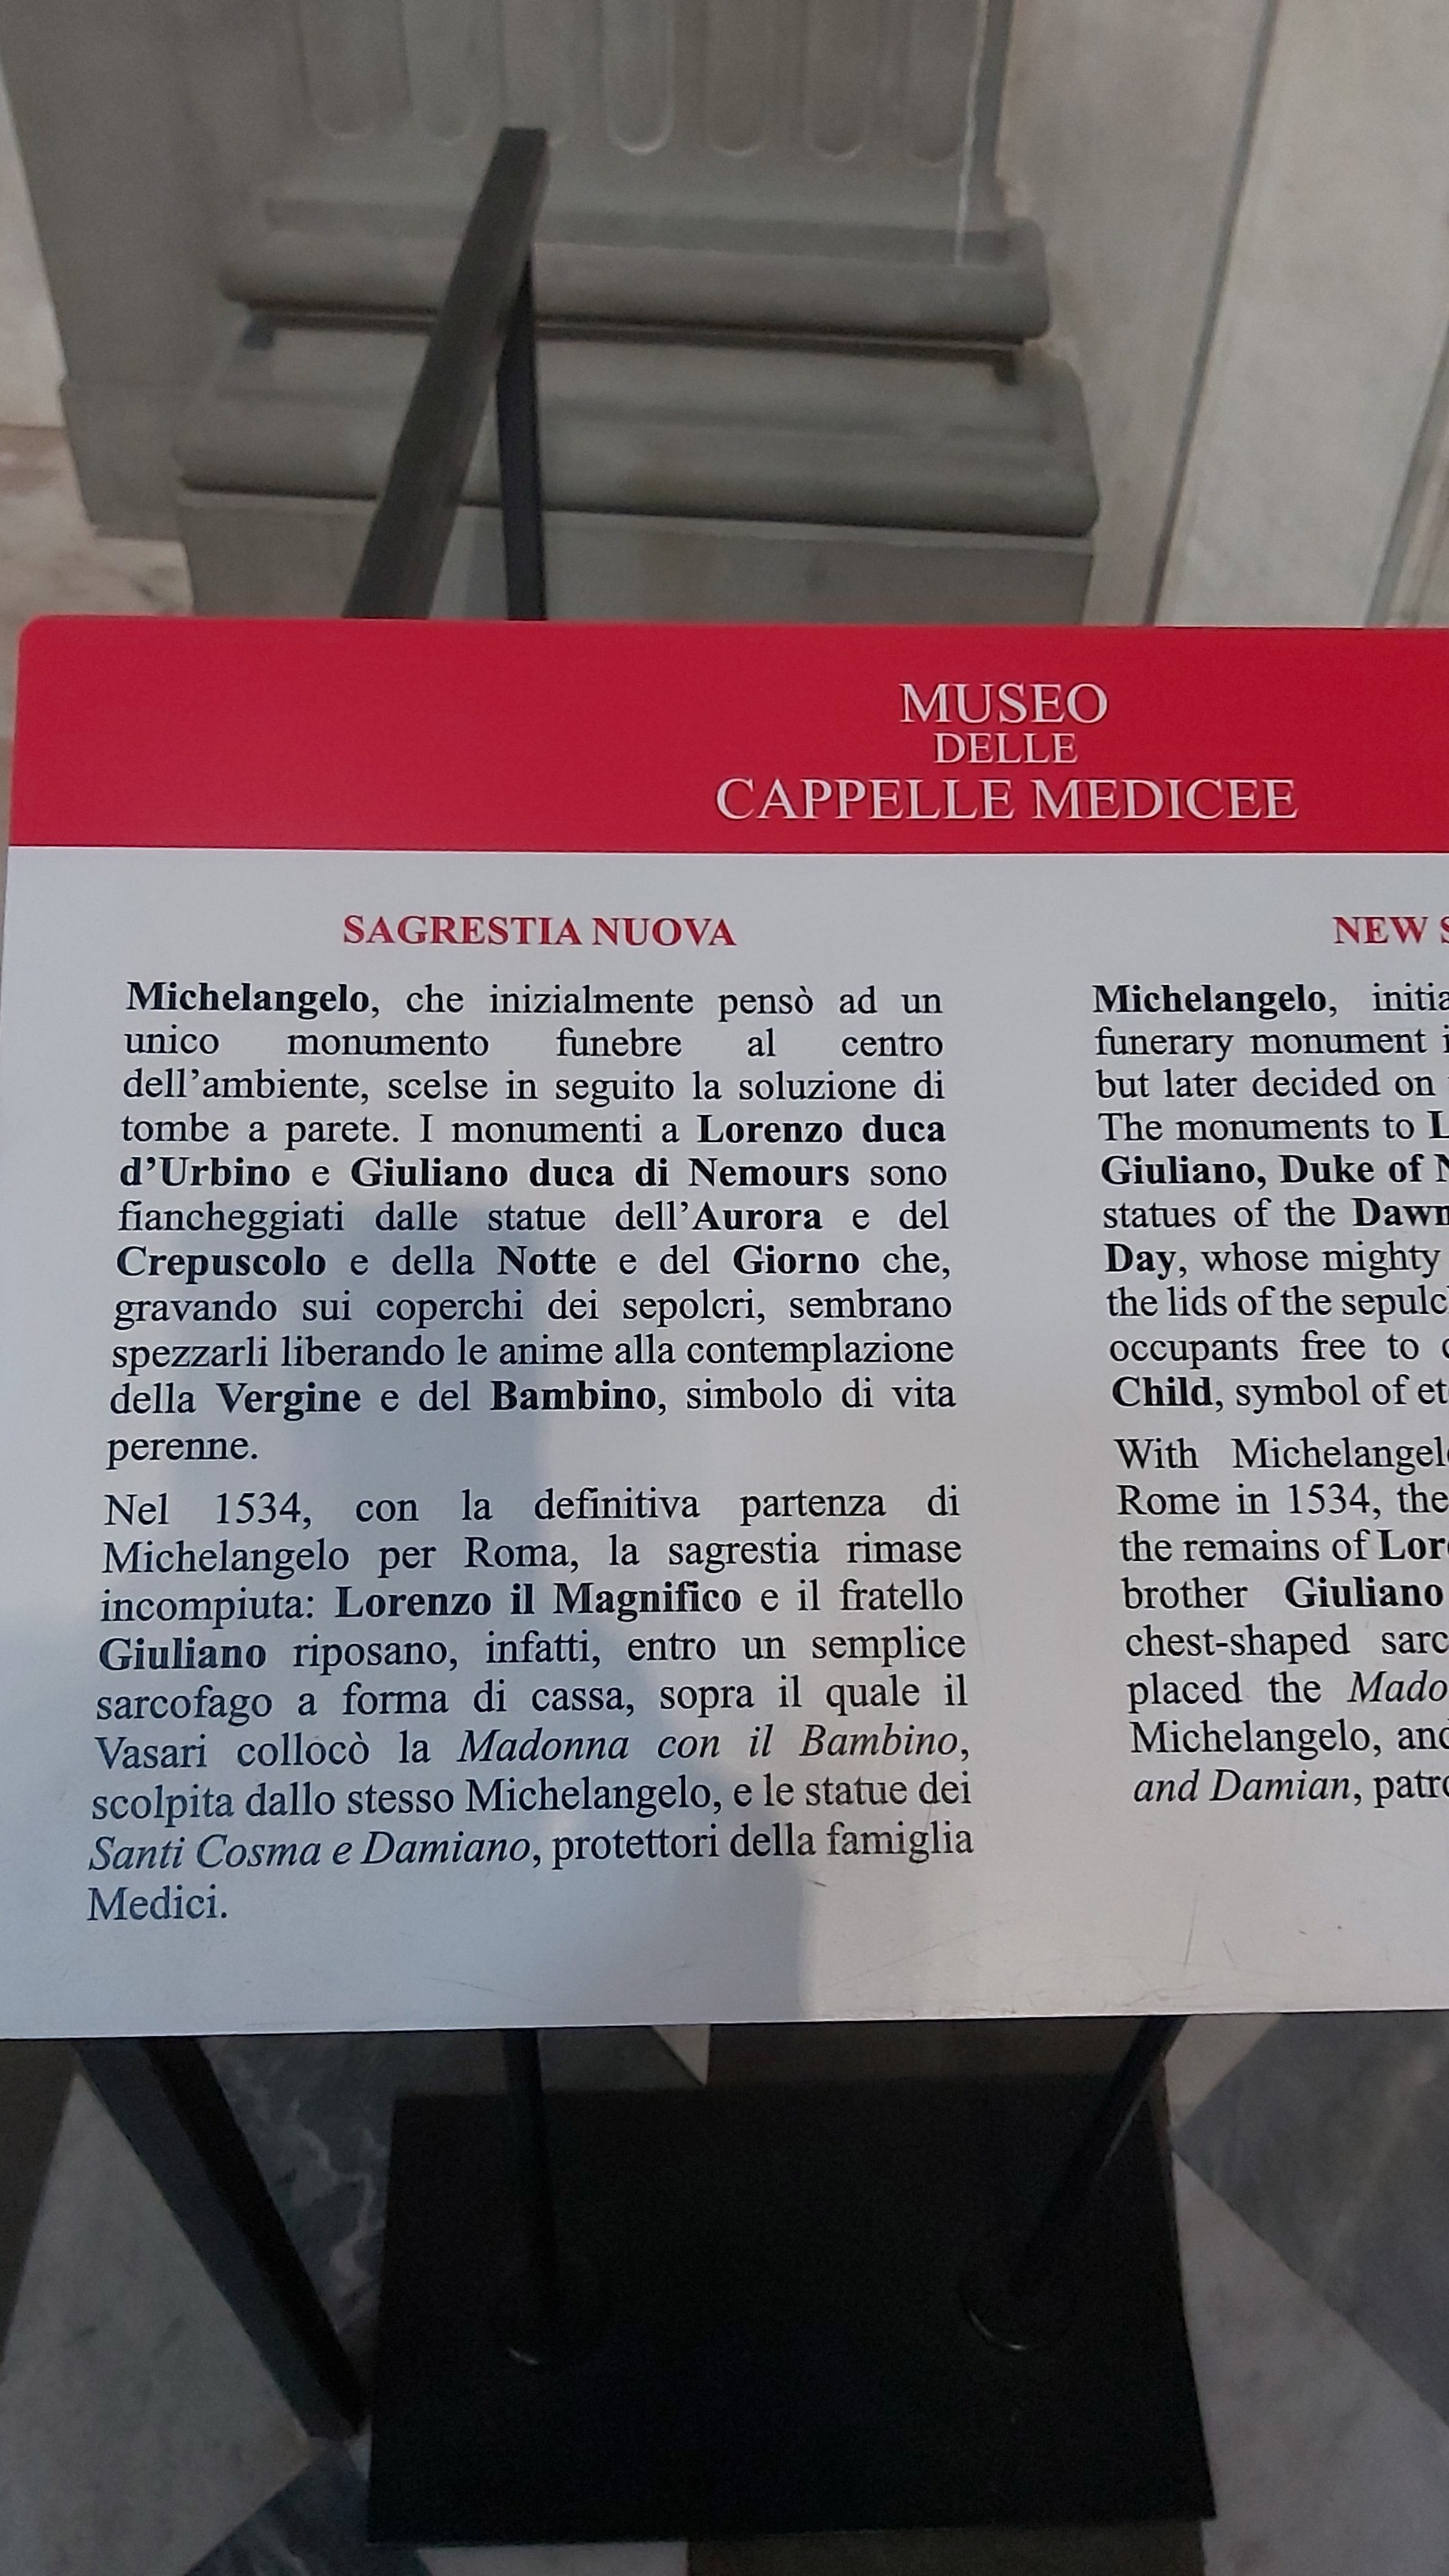 MUSEO
DELLE
CAPPELLE MEDICEE
SAGRESTIA NUOVA
Michelangelo, che inizialmente pensò ad un
unico monumento funebre al centro
dell'ambiente, scelse in seguito la soluzione di
tombe a parete. I monumenti a Lorenzo duca
d'Urbino e Giuliano duca di Nemours sono
fiancheggiati dalle statue dell'Aurora e del
Crepuscolo e della Notte e del Giorno che,
gravando sui coperchi dei sepolcri, sembrano
spezzarli liberando le anime alla contemplazione
della Vergine e del Bambino, simbolo di vita
perenne.
Nel 1534, con la definitiva partenza di
Michelangelo per Roma, la sagrestia rimase
incompiuta: Lorenzo il Magnifico e il fratello
Giuliano riposano, infatti, entro un semplice
sarcofago a forma di cassa, sopra il quale il
Vasari collocò la Madonna con il Bambino,
scolpita dallo stesso Michelangelo, e le statue dei
Santi Cosma e Damiano, protettori della famiglia
Medici.
NEW
Michelangelo,
funerary monument
but later decided on
The monuments to
Giuliano, Duke of
statues of the
Day, whose mighty
the lids of the
occupants free to
Child, symbol of
With
Rome in 1534, the
the remains of
brother Giuliano
chest-shaped
placed the
Michelangelo,
and Damian,